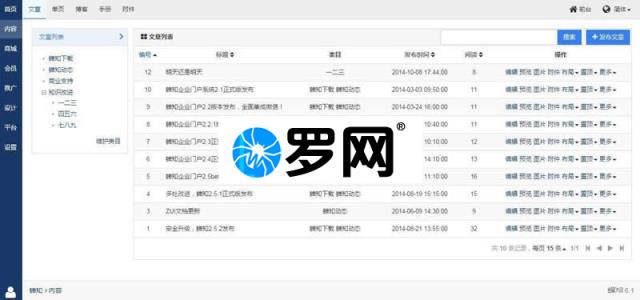 首页 文章 单页 博客 手册 附件 前台 简体
内容
商城
会员
推广
设计
平台
设置
文章列表
蝉知下载
蝉知动态
商业支持
知识改进
一二三
四五六
七八九
维护类目
文章列表 搜索 + 发布文章
编号 标题 类目 发布时间 阅读 操作
12 明天还是明天 一二三 2014-10-08 17:44:00 8 编辑 预览 图片 附件 布局 置顶 更多
10 蝉知企业门户系统2.1正式版发布 蝉知下载 蝉知动态 2014-03-03 09:50:00 11 编辑 预览 图片 附件 布局 置顶 更多
9 蝉知企业门户2.2版本发布，全面集成微信！ 蝉知下载 蝉知动态 2014-03-24 16:00:00 11 编辑 预览 图片 附件 布局 置顶 更多
8 蝉知企业门户2.2.1 10:40:00 11 编辑 预览 图片 附件 布局 置顶 更多
7 蝉知企业门户2.3正 10:10:00 11 编辑 预览 图片 附件 布局 置顶 更多
6 蝉知企业门户2.4正 14:10:00 13 编辑 预览 图片 附件 布局 置顶 更多
5 蝉知企业门户2.5bet 13:10:00 16 编辑 预览 图片 附件 布局 置顶 更多
罗网®
4 多处改进，蝉知2.5.1正式版发布 蝉知下载 蝉知动态 2014-08-19 15:15:00 15 编辑 预览 图片 附件 布局 置顶 更多
3 ZUI文档更新 蝉知动态 2014-06-09 14:30:00 9 编辑 预览 图片 附件 布局 置顶 更多
1 安全升级，蝉知2.5.2发布 蝉知下载 蝉知动态 2014-08-21 13:55:00 32 编辑 预览 图片 附件 布局 置顶 更多
共 10 条记录，每页 15 条 1/1
蝉知 > 内容 6.1